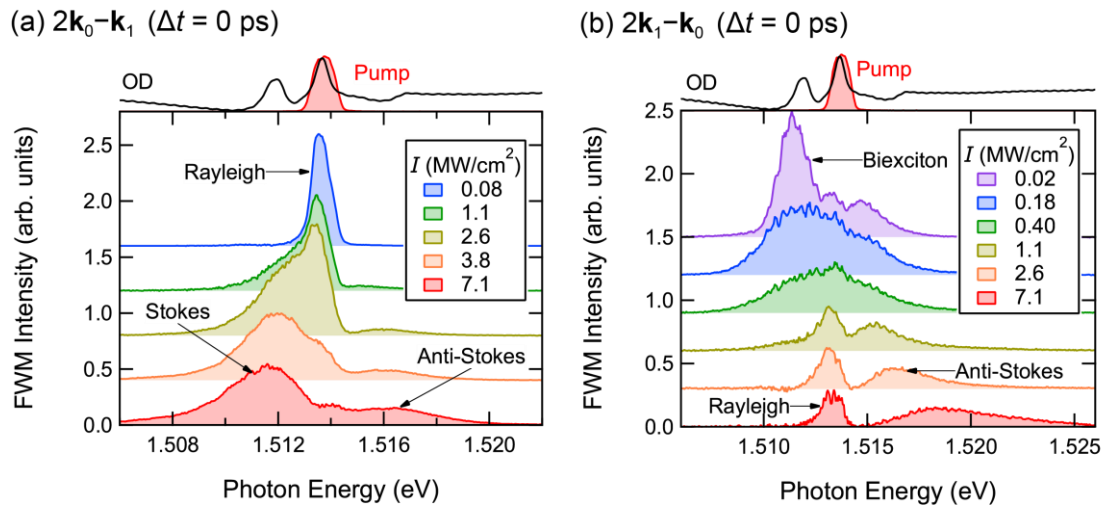 (a) 2k₀−k₁ (Δt = 0 ps)
OD
Pump
FWM Intensity (arb. units)
2.5
2.0
1.5
1.0
0.5
0.0
Rayleigh
I (MW/cm²)
0.08
1.1
2.6
3.8
7.1
Stokes
Anti-Stokes
1.508
1.512
1.516
1.520
Photon Energy (eV)
(b) 2k₁−k₀ (Δt = 0 ps)
OD
Pump
FWM Intensity (arb. units)
2.5
2.0
1.5
1.0
0.5
0.0
Biexciton
I (MW/cm²)
0.02
0.18
0.40
1.1
2.6
7.1
Anti-Stokes
Rayleigh
1.510
1.515
1.520
1.525
Photon Energy (eV)